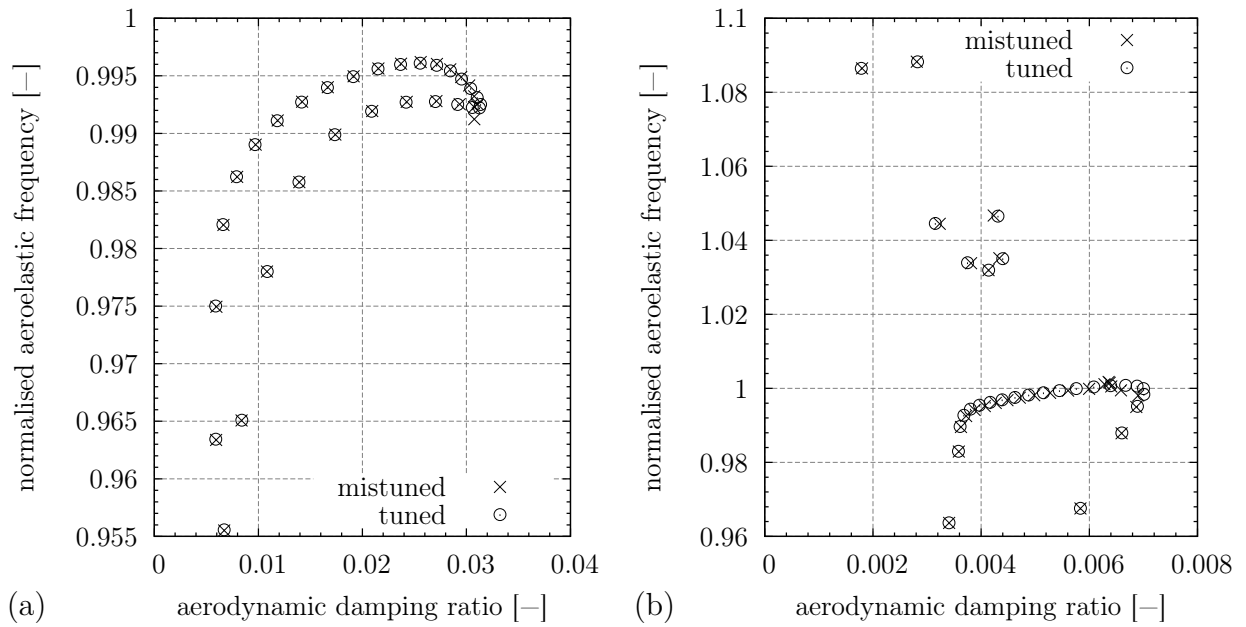 normalised aeroelastic frequency [–]
1
0.995
0.99
0.985
0.98
0.975
0.97
0.965
0.96
0.955
mistuned
tuned
0 0.01 0.02 0.03 0.04
(a) aerodynamic damping ratio [–]
normalised aeroelastic frequency [–]
1.1
1.08
1.06
1.04
1.02
1
0.98
0.96
mistuned
tuned
0 0.002 0.004 0.006 0.008
(b) aerodynamic damping ratio [–]